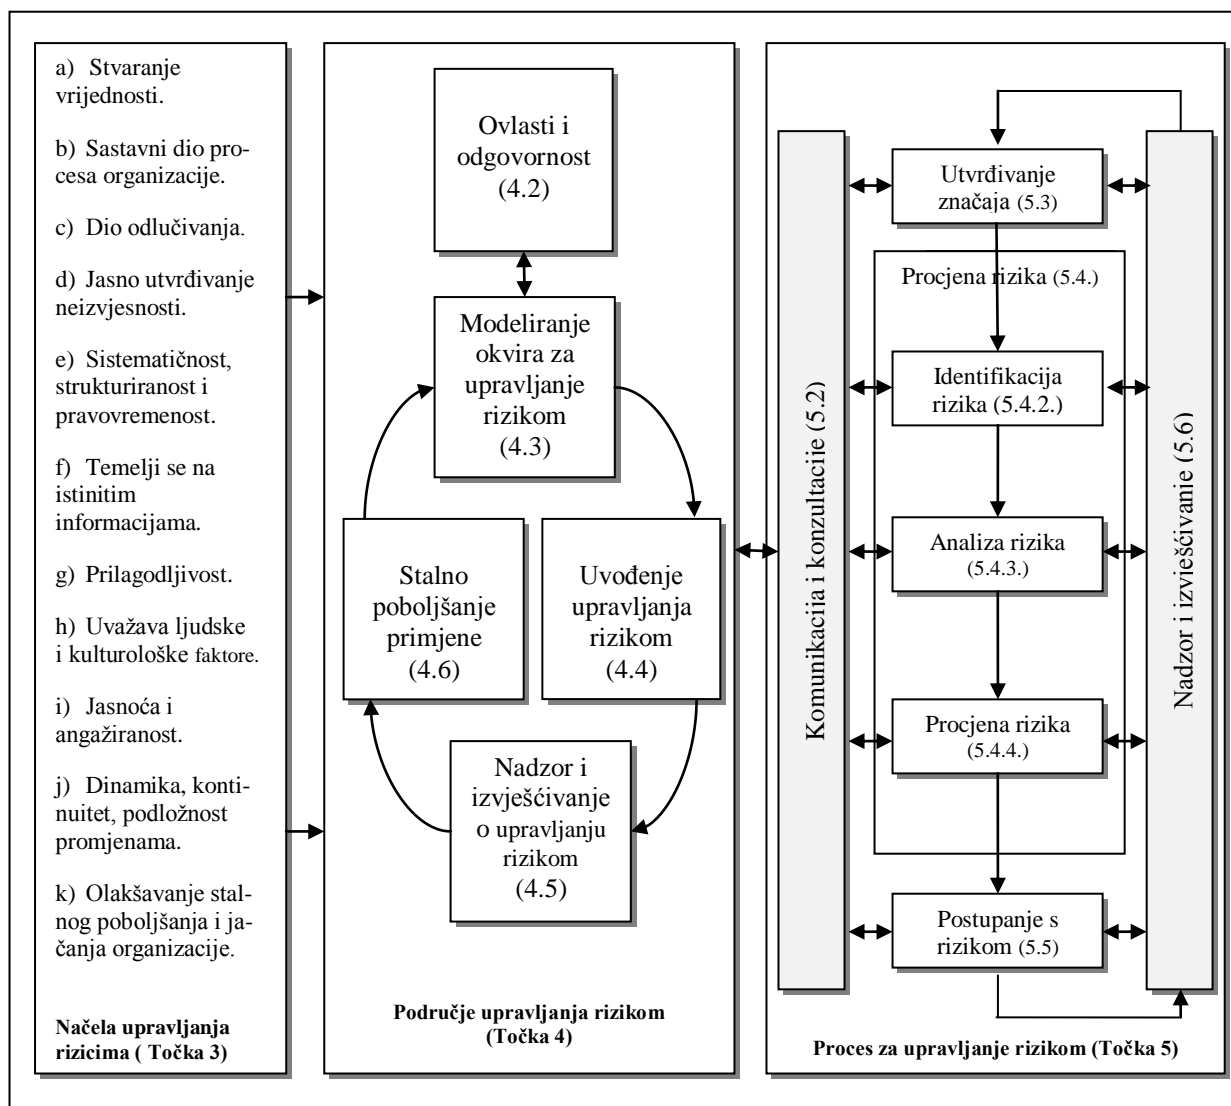 a) Stvaranje
vrijednosti.
b) Sastavni dio pro-
cesa organizacije.
c) Dio odlučivanja.
d) Jasno utvrđivanje
neizvjesnosti.
e) Sistematičnost,
strukturiranost i
pravovremenost.
f) Temelji se na
istinitim
informacijama.
g) Prilagodljivost.
h) Uvažava ljudske
i kulturološke faktore.
i) Jasnoća i
angažiranost.
j) Dinamika, konti-
nuitet, podložnost
promjenama.
k) Olakšavanje stal-
nog poboljšanja i ja-
čanja organizacije.
Načela upravljanja
rizicima ( Točka 3)
Ovlasti i
odgovornost
(4.2)
Modeliranje
okvira za
upravljanje
rizikom
(4.3)
Stalno
poboljšanje
primjene
(4.6)
Uvođenje
upravljanja
rizikom
(4.4)
Nadzor i
izvješćivanje
o upravljanju
rizikom
(4.5)
Područje upravljanja rizikom
(Točka 4)
Komunikacija i konzultacije (5.2)
Utvrđivanje
značaja (5.3)
Procjena rizika (5.4.)
Identifikacija
rizika (5.4.2.)
Analiza rizika
(5.4.3.)
Procjena rizika
(5.4.4.)
Postupanje s
rizikom (5.5)
Nadzor i izvješćivanje (5.6)
Proces za upravljanje rizikom (Točka 5)